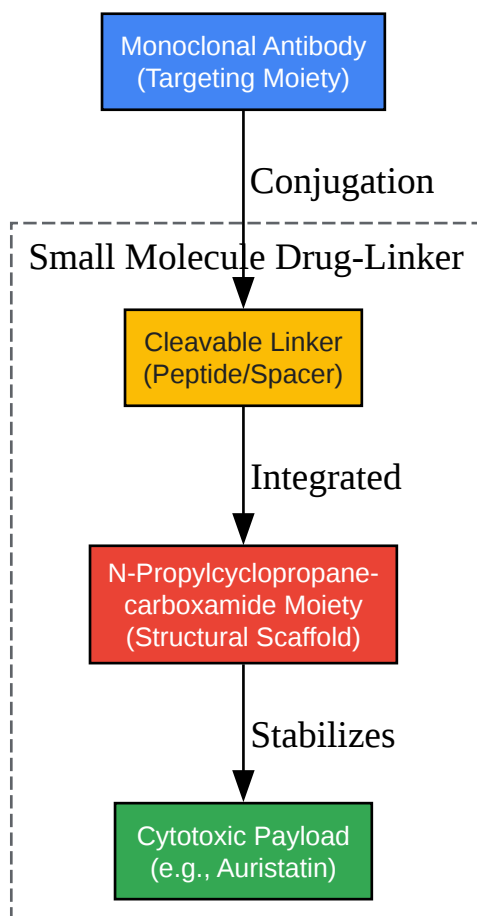 Monoclonal Antibody
(Targeting Moiety)
Conjugation
Small Molecule Drug-Linker
Cleavable Linker
(Peptide/Spacer)
Integrated
N-Propylcyclopropane-
carboxamide Moiety
(Structural Scaffold)
Stabilizes
Cytotoxic Payload
(e.g., Auristatin)